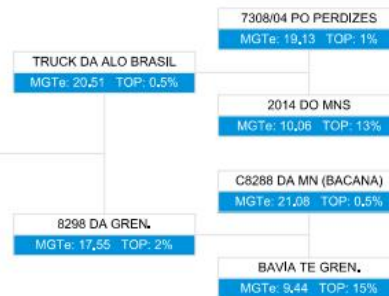 7308/04 PO PERDIZES
MGTe: 19,13 TOP: 1%
TRUCK DA ALO BRASIL
MGTe: 20,51 TOP: 0.5%
2014 DO MNS
MGTe: 10,06 TOP: 13%
C8288 DA MN (BACANA)
MGTe: 21,08 TOP: 0.5%
8298 DA GREN.
MGTe: 17,55 TOP: 2%
BAVÍA TE GREN.
MGTe: 9,44 TOP: 15%